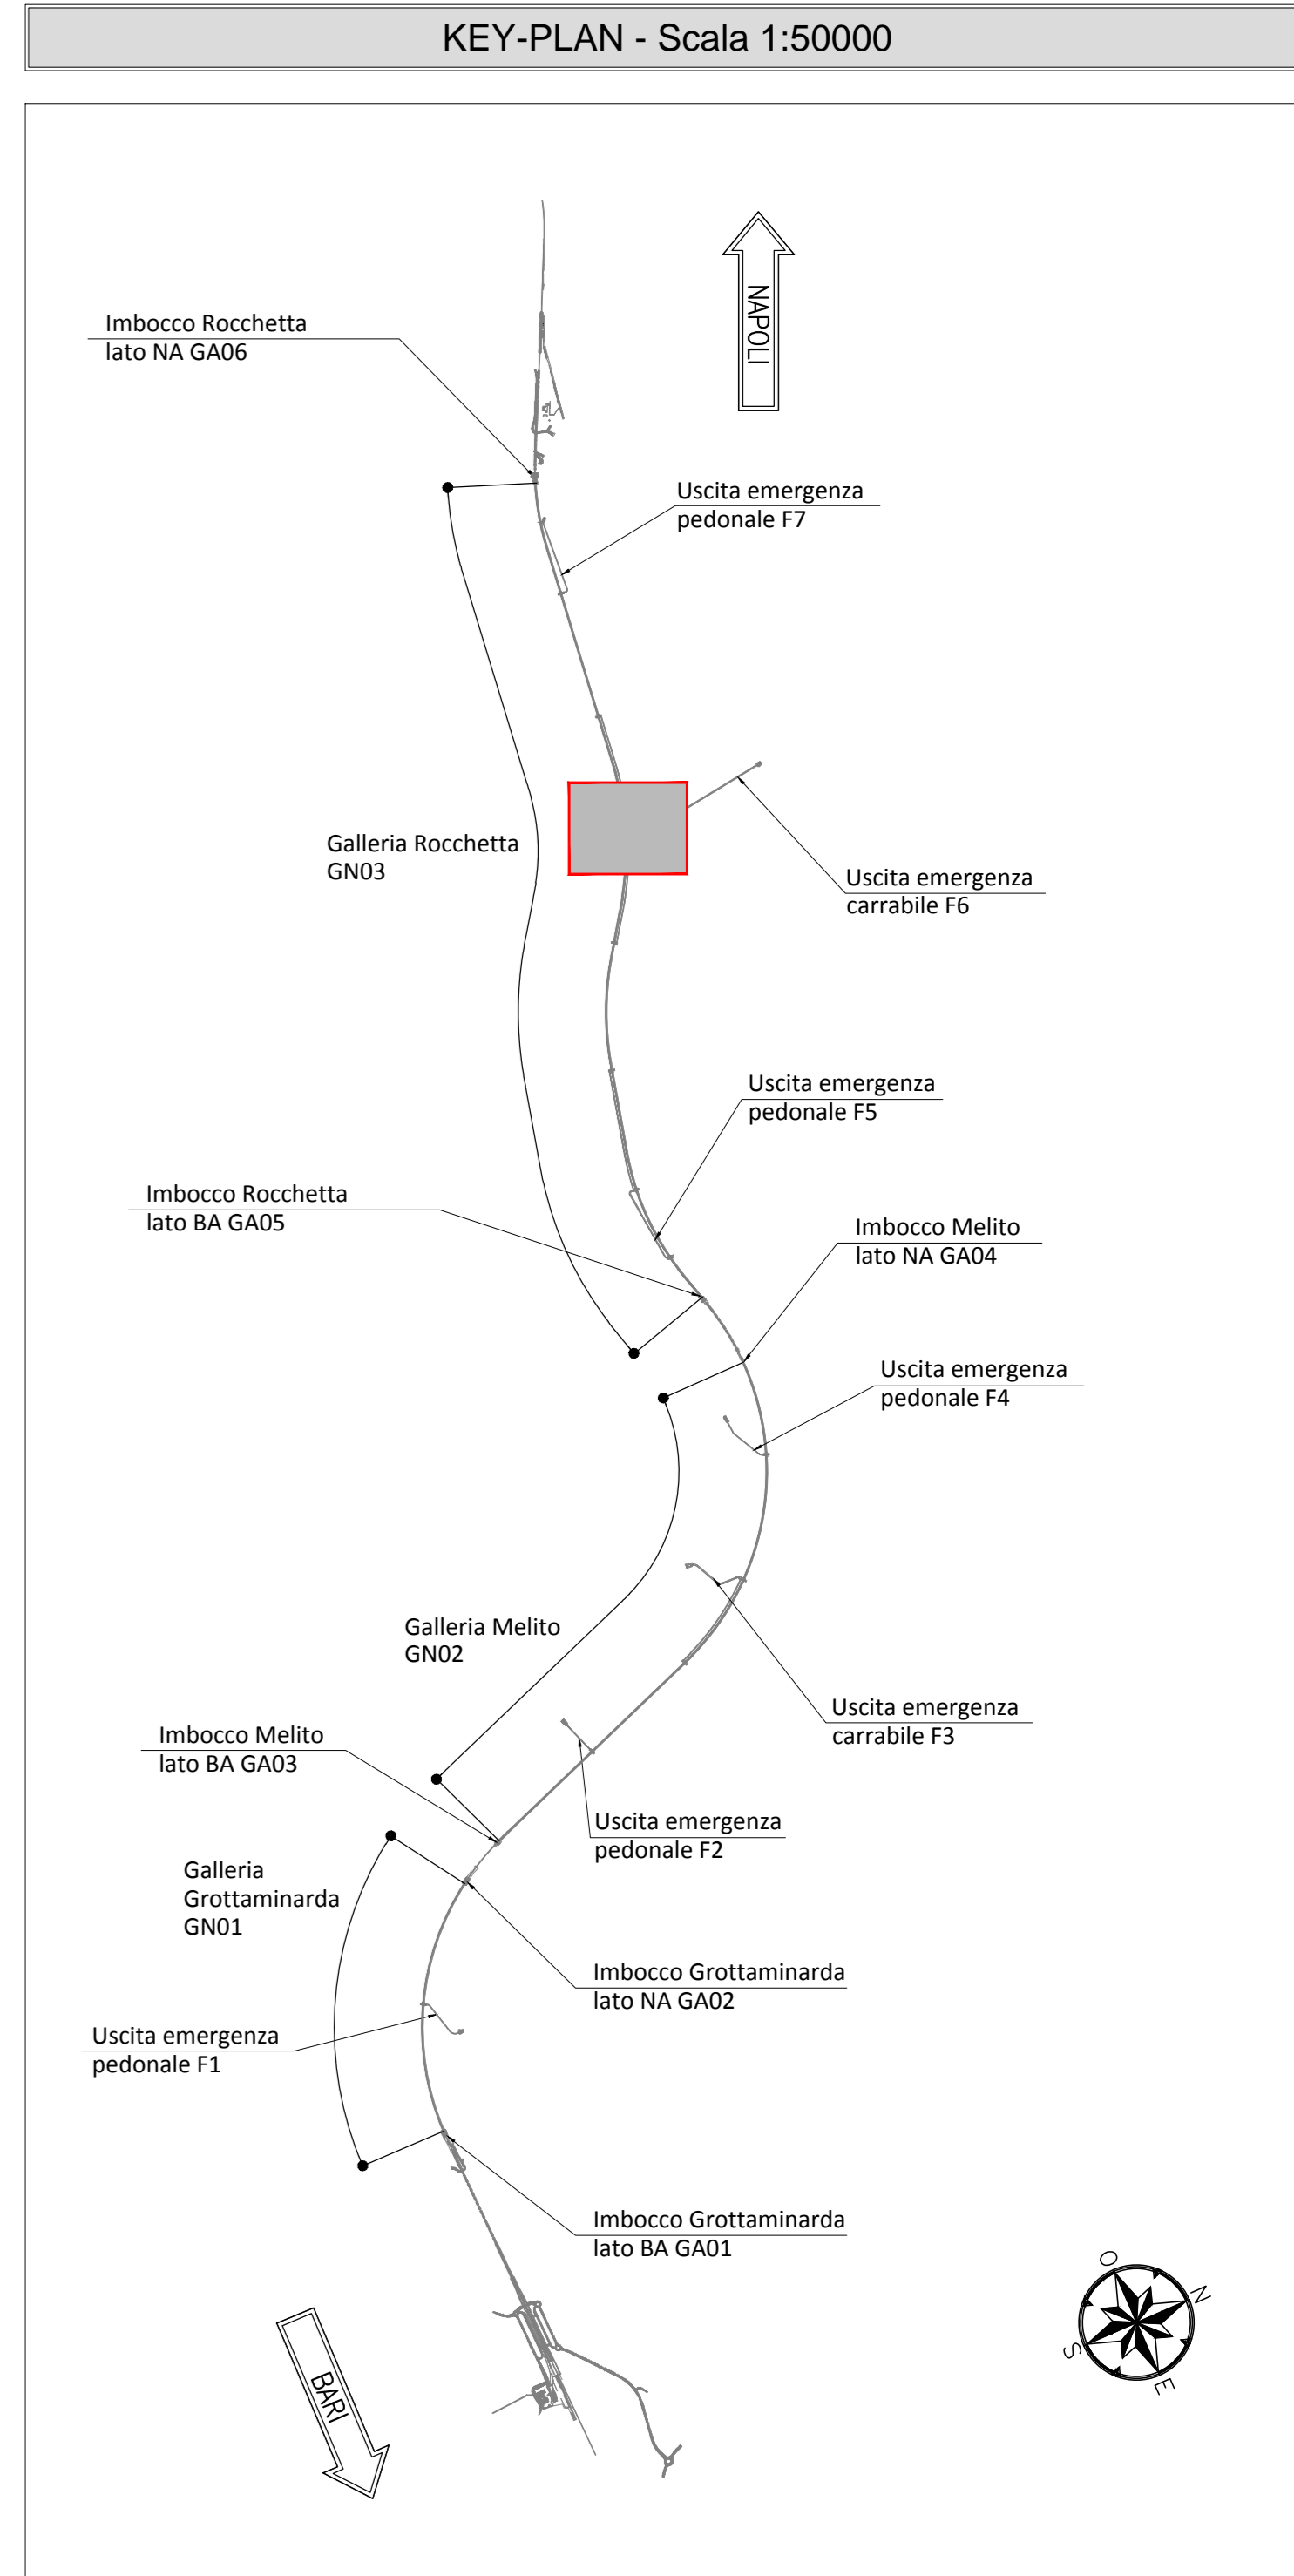 KEY-PLAN - Scala 1:50000
NAPOLI
Imbocco Rocchetta
lato NA GA06
Uscita emergenza
pedonale F7
Galleria Rocchetta
GN03
Uscita emergenza
carrabile F6
Uscita emergenza
pedonale F5
Imbocco Rocchetta
lato BA GA05
Imbocco Melito
lato NA GA04
Uscita emergenza
pedonale F4
Galleria Melito
GN02
Uscita emergenza
carrabile F3
Imbocco Melito
lato BA GA03
Uscita emergenza
pedonale F2
Galleria
Grottaminarda
GN01
Imbocco Grottaminarda
lato NA GA02
Uscita emergenza
pedonale F1
Imbocco Grottaminarda
lato BA GA01
BARI
O
N
S
E